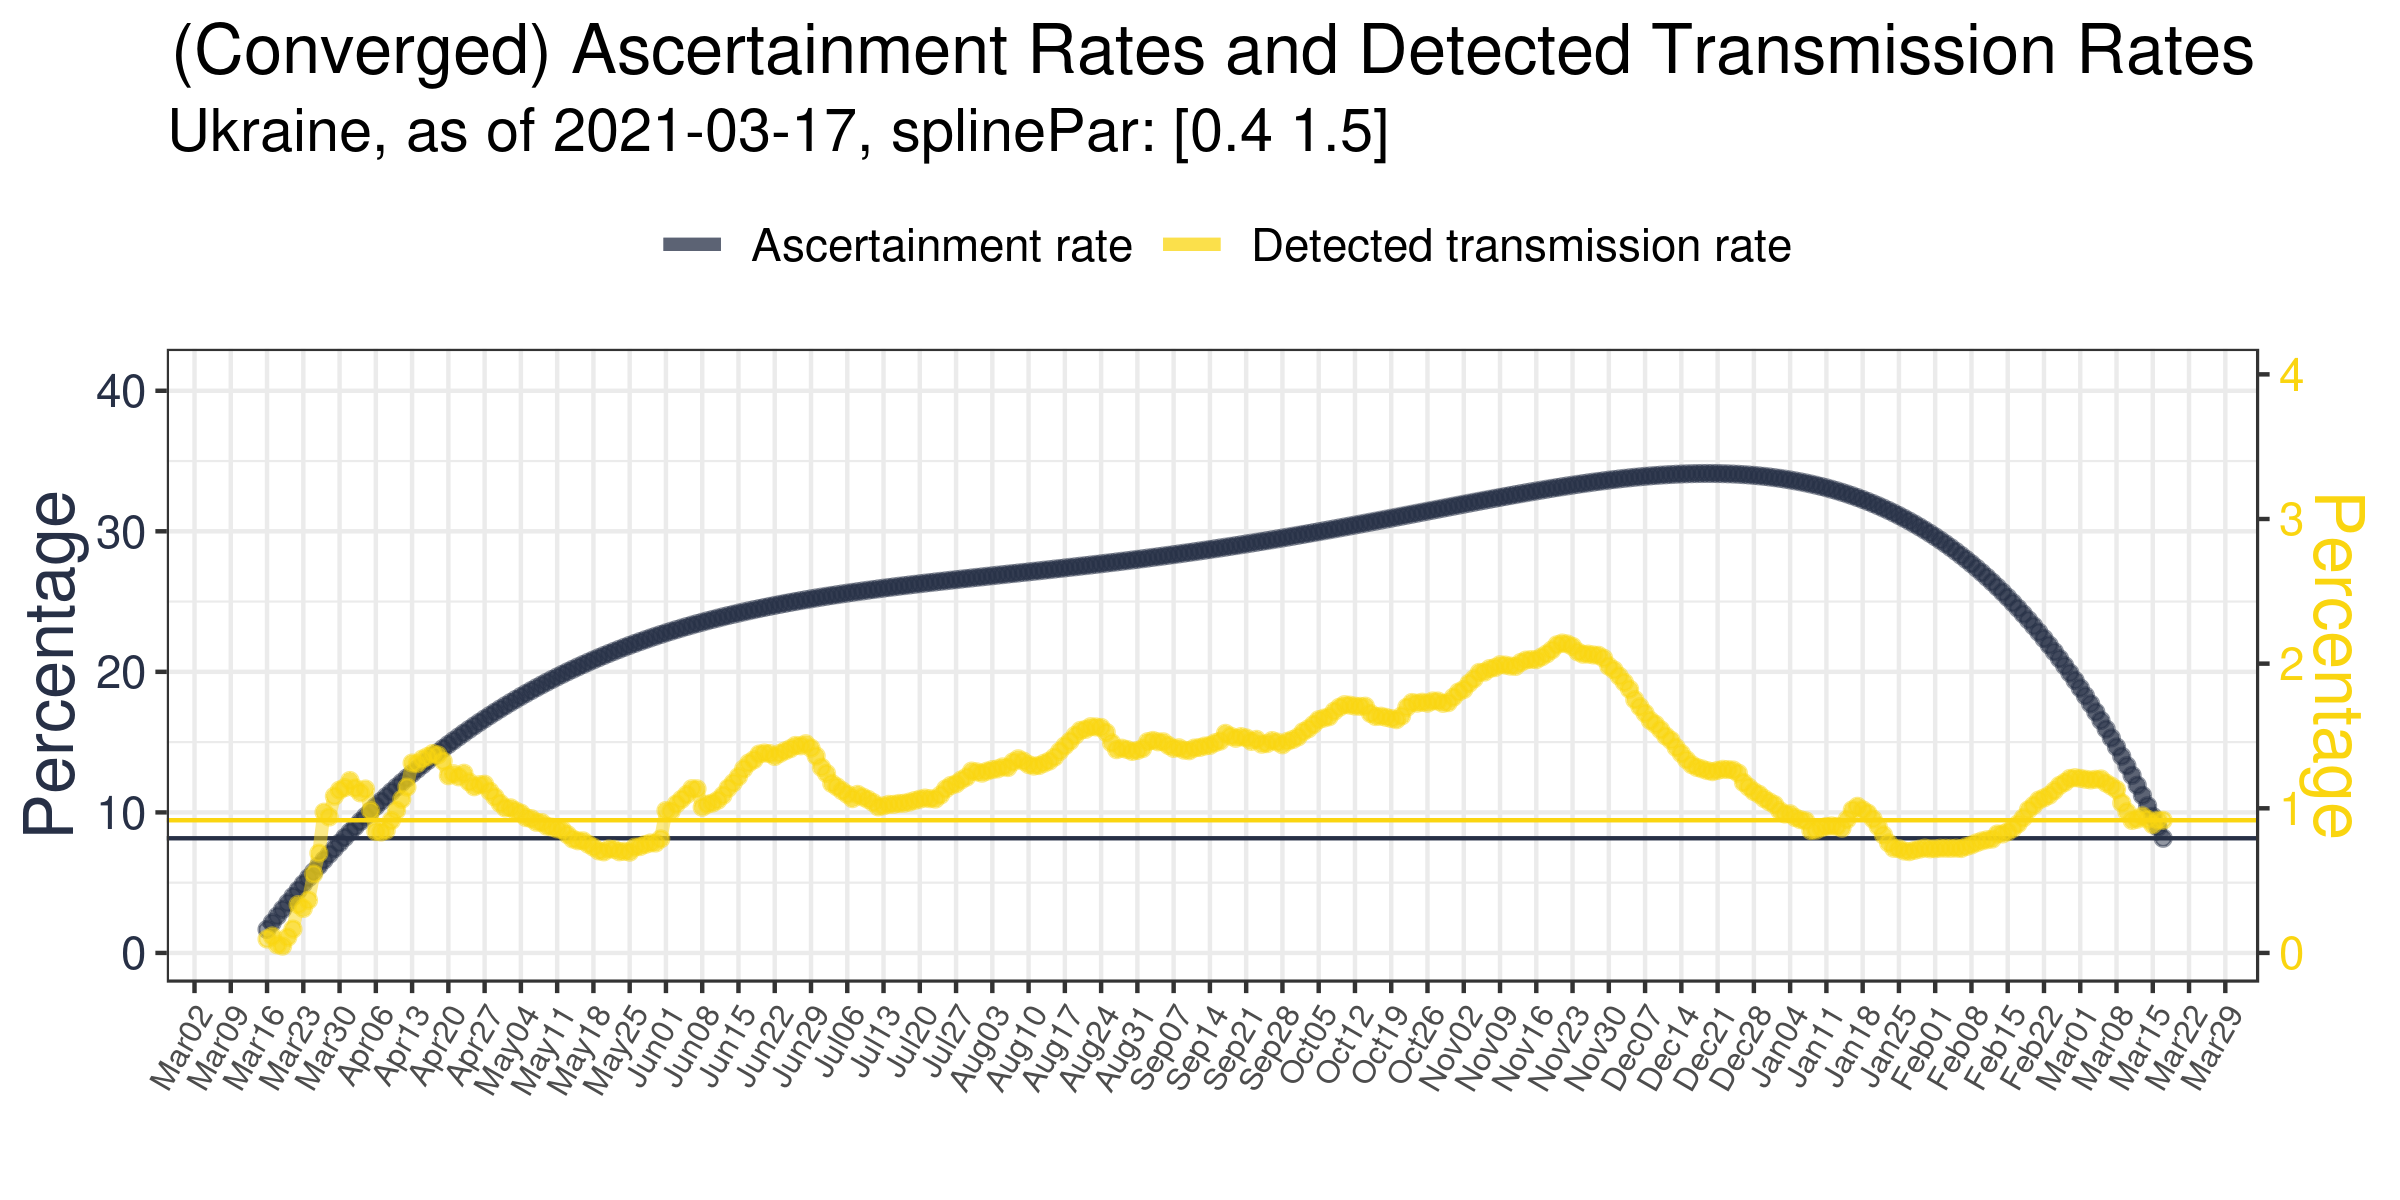 (Converged) Ascertainment Rates and Detected Transmission Rates
Ukraine, as of 2021-03-17, splinePar: [0.4 1.5]
Ascertainment rate
Detected transmission rate
Percentage
40
30
20
10
0
4
3
2
1
0
Percentage
Mar02
Mar09
Mar16
Mar23
Mar30
Apr06
Apr13
Apr20
Apr27
May04
May11
May18
May25
Jun01
Jun08
Jun15
Jun22
Jun29
Jul06
Jul13
Jul20
Jul27
Aug03
Aug10
Aug17
Aug24
Aug31
Sep07
Sep14
Sep21
Sep28
Oct05
Oct12
Oct19
Oct26
Nov02
Nov09
Nov16
Nov23
Nov30
Dec07
Dec14
Dec21
Dec28
Jan04
Jan11
Jan18
Jan25
Feb01
Feb08
Feb15
Feb22
Mar01
Mar08
Mar15
Mar22
Mar29